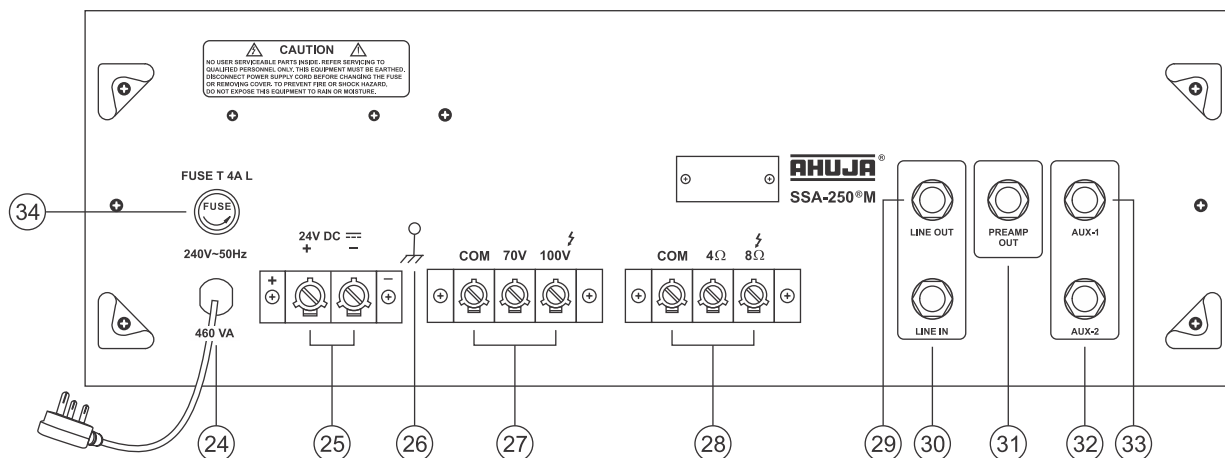 CAUTION
NO USER SERVICEABLE PARTS INSIDE. REFER SERVICING TO
QUALIFIED PERSONNEL ONLY, THIS EQUIPMENT MUST BE EARTHED.
DISCONNECT POWER SUPPLY CORD BEFORE CHANGING THE FUSE
OR REMOVING COVER. TO PREVENT FIRE OR SHOCK HAZARD,
DO NOT EXPOSE THIS EQUIPMENT TO RAIN OR MOISTURE.
FUSE T 4A L
FUSE
34
240V~50Hz
460 VA
24V DC
+ −
+ −
COM 70V 100V
COM 4Ω 8Ω
AHUJA®
SSA-250®M
LINE OUT
LINE IN
PREAMP
OUT
AUX-1
AUX-2
24 25 26 27 28 29 30 31 32 33